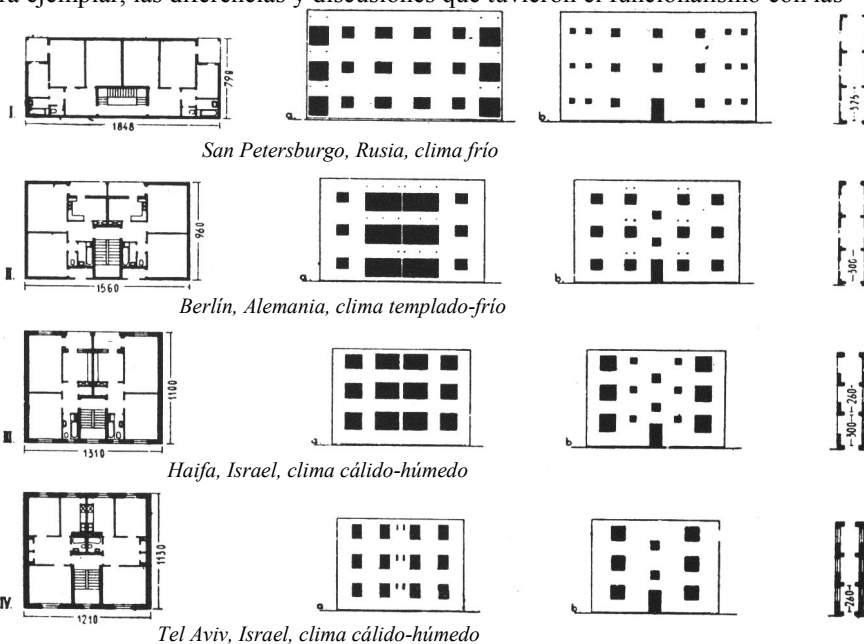 ra ejemplar, las diferencias y discusiones que tuvieron el funcionalismo con las
I. 790 a b.
1848
San Petersburgo, Rusia, clima frío
II. 960 a b. 300
1560
Berlín, Alemania, clima templado-frío
III. 1100 a b. 300 260
1310
Haifa, Israel, clima cálido-húmedo
IV. 1130 a b. 260
1210
Tel Aviv, Israel, clima cálido-húmedo